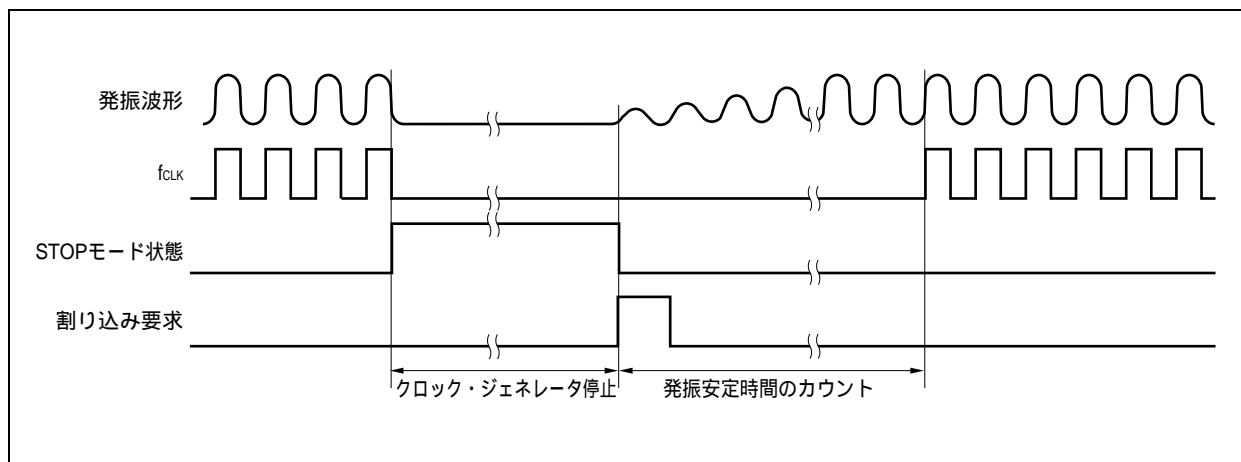 発振波形
fCLK
STOPモード状態
割り込み要求
クロック・ジェネレータ停止
発振安定時間のカウント